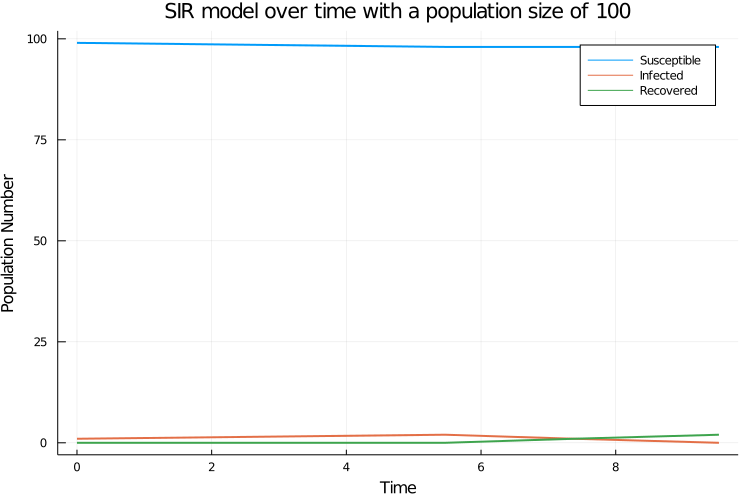 SIR model over time with a population size of 100
100
75
50
25
0
Population Number
Susceptible
Infected
Recovered
0 2 4 6 8
Time